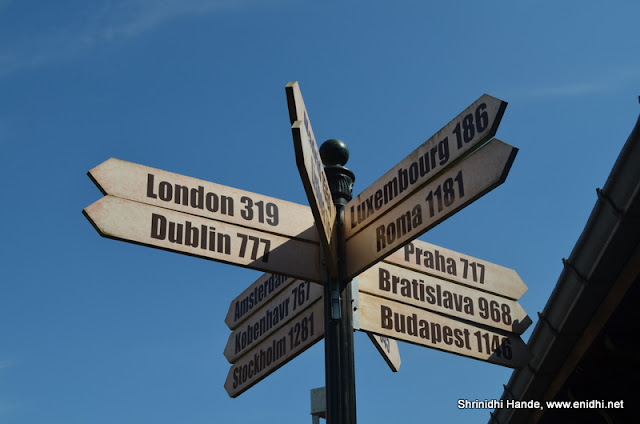 London 319
Dublin 777
Luxembourg 186
Roma 1181
Praha 717
Bratislava 968
Budapest 1146
Amsterdam
Kobenhavr 767
Stockholm 1281
Shrinidhi Hande, www.enidhi.net